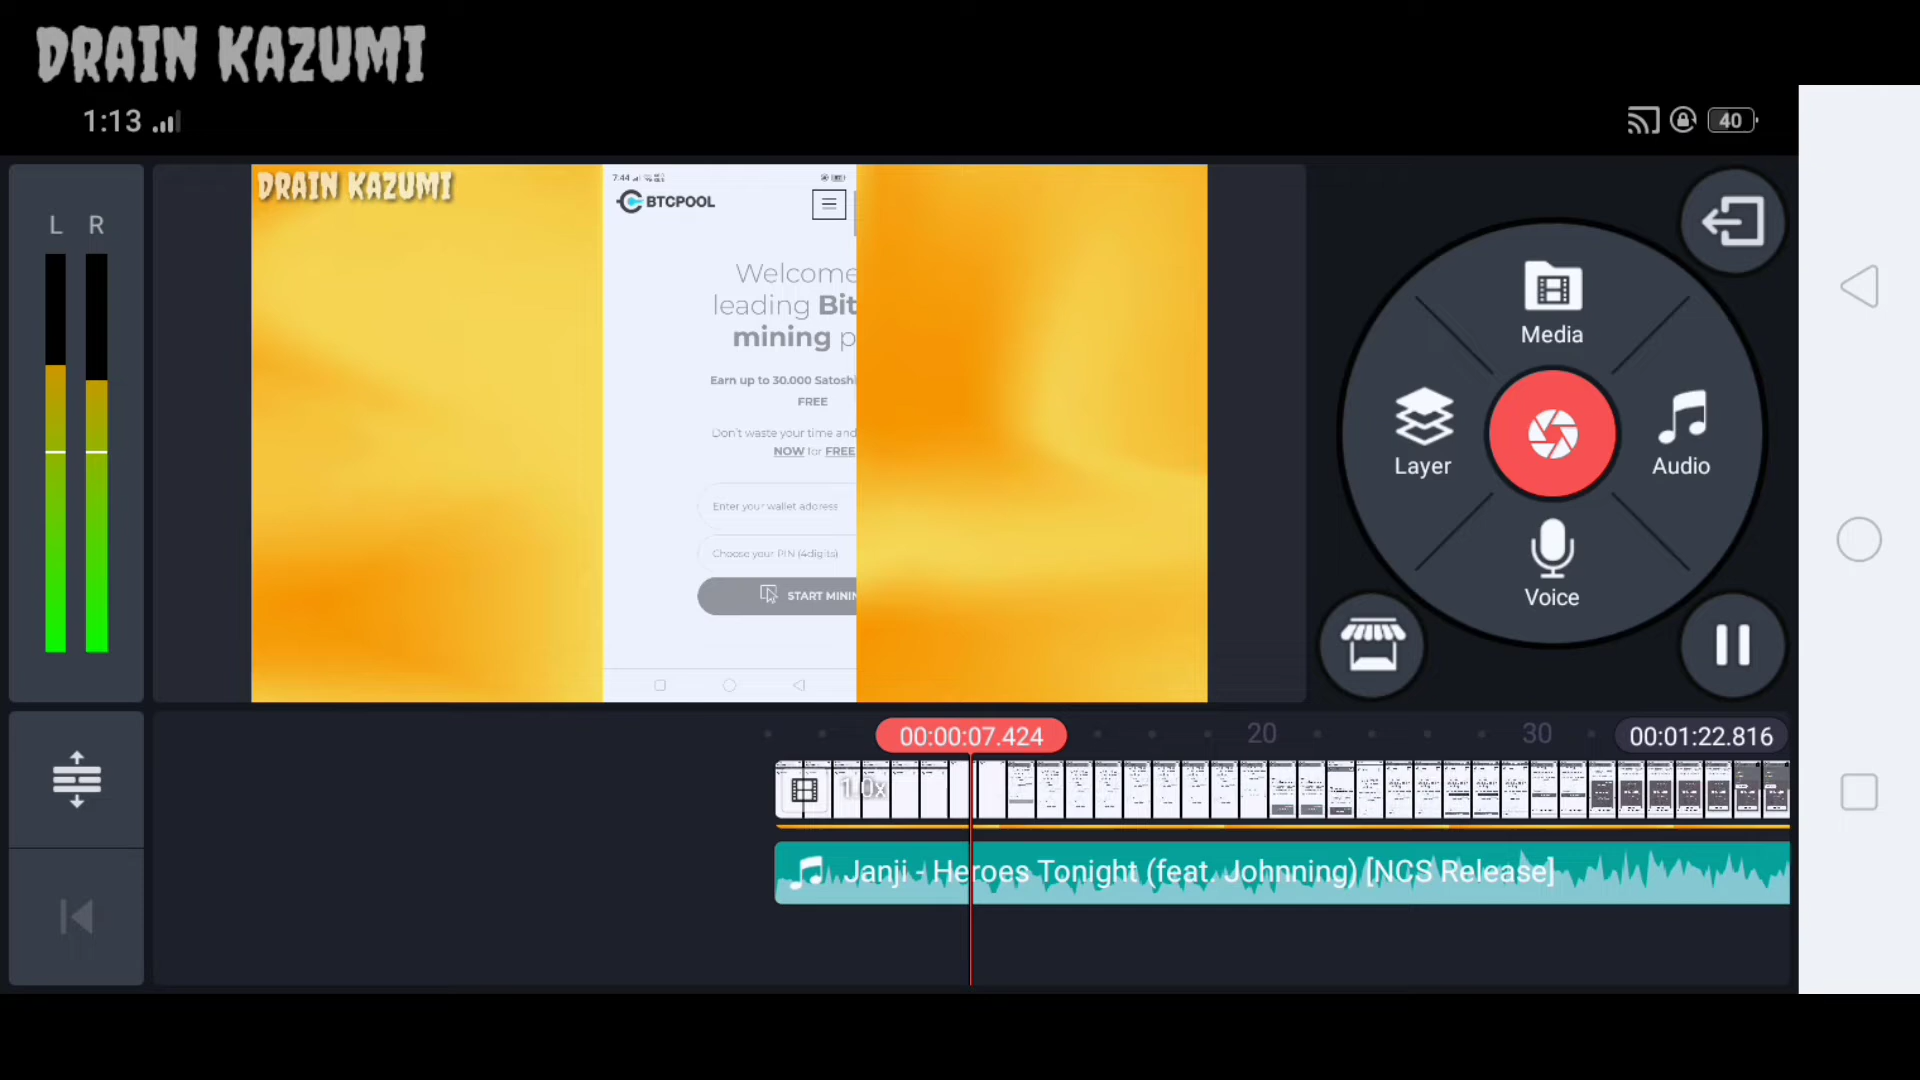 DRAIN KAZUMI
1:13
40
L R
DRAIN KAZUMI
7:44
BTCPOOL
Welcome
leading Bit
mining p
Earn up to 30.000 Satoshi
FREE
Don't waste your time and
NOW for FREE
Enter your wallet address
Choose your PIN (4digits)
START MININ
Media
Layer
Audio
Voice
00:00:07.424
20
30
00:01:22.816
1.0x
Janji - Heroes Tonight (feat. Johnning) [NCS Release]